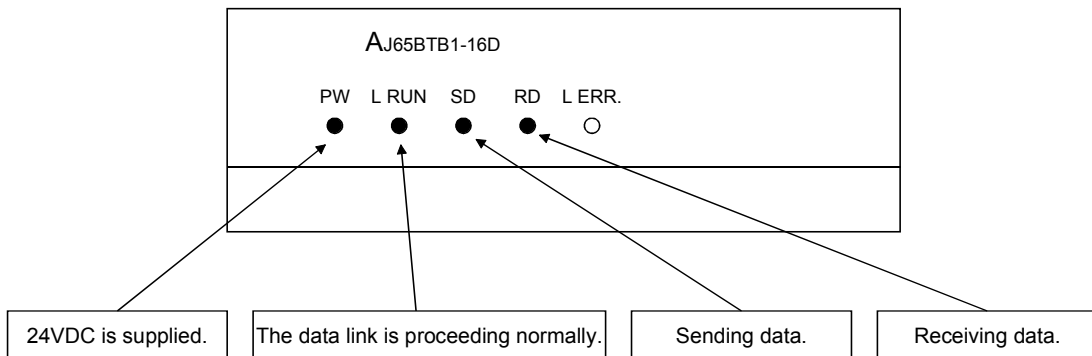 AJ65BTB1-16D
PW L RUN SD RD L ERR.
24VDC is supplied. The data link is proceeding normally. Sending data. Receiving data.